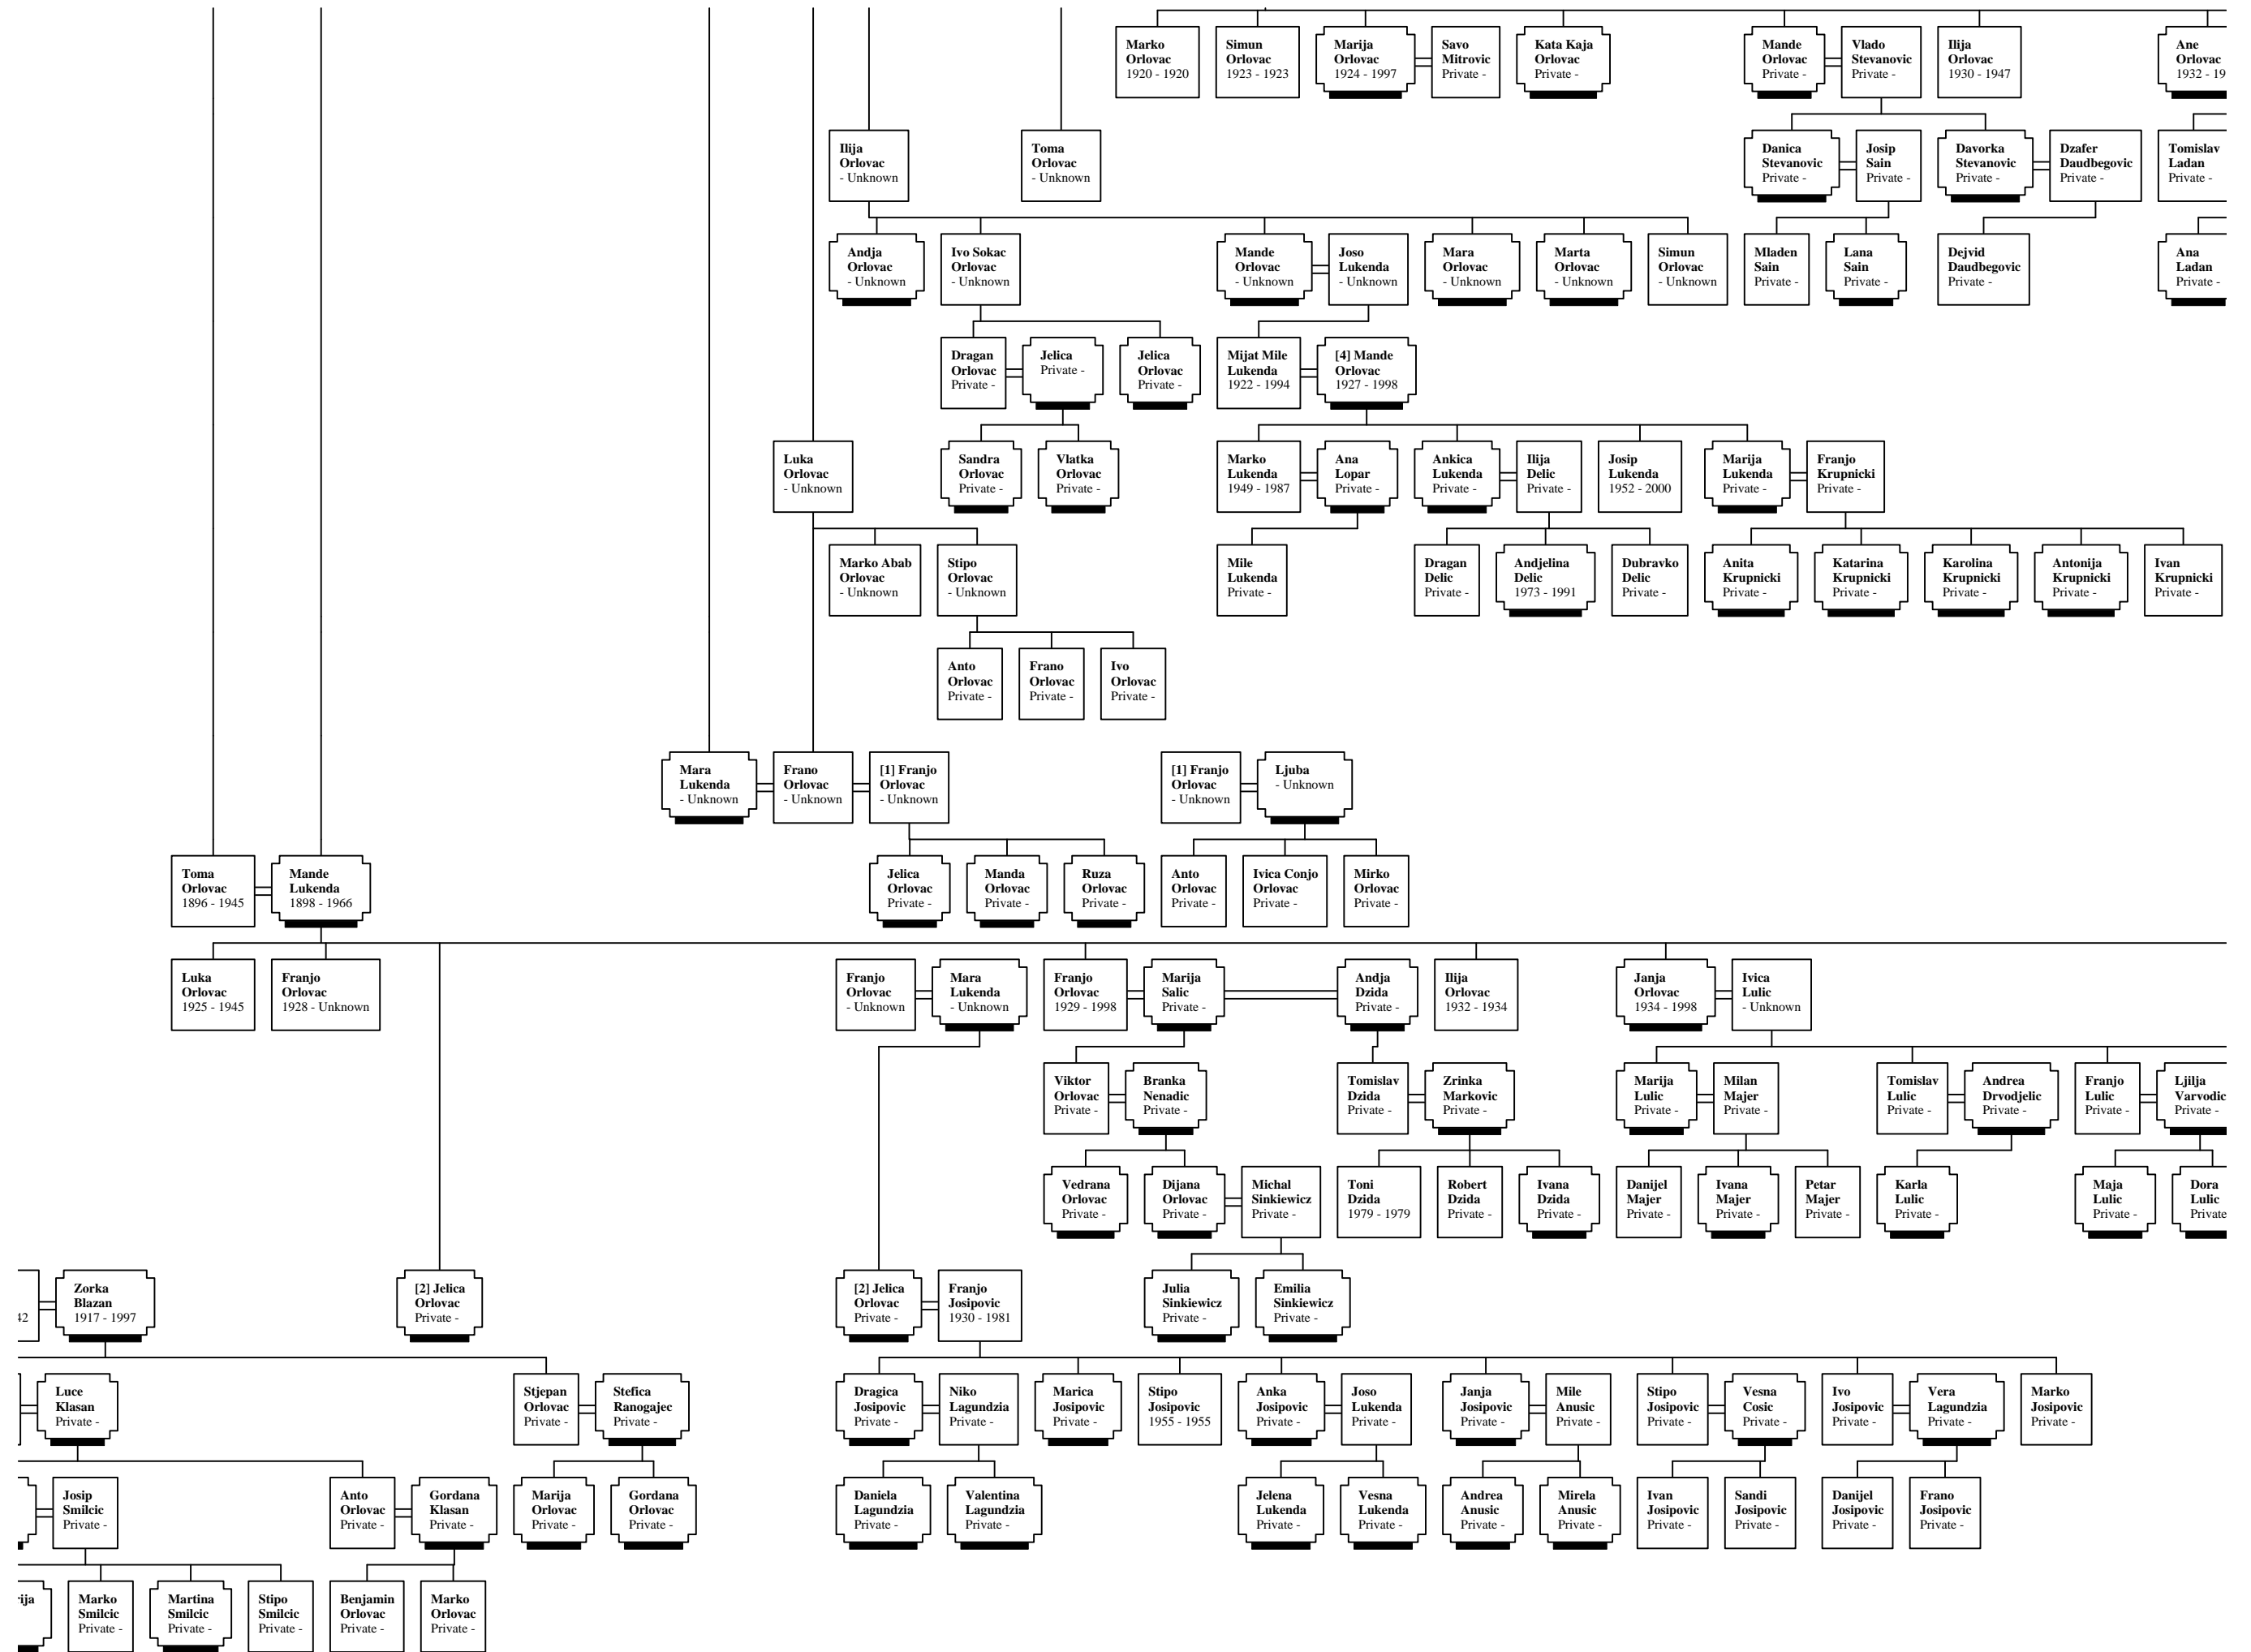 Marko
Orlovac
1920 - 1920
Simun
Orlovac
1923 - 1923
Marija
Orlovac
1924 - 1997
Savo
Mitrovic
Private -
Kata Kaja
Orlovac
Private -
Mande
Orlovac
Private -
Vlado
Stevanovic
Private -
Ilija
Orlovac
1930 - 1947
Ane
Orlovac
1932 - 19
Ilija
Orlovac
- Unknown
Toma
Orlovac
- Unknown
Danica
Stevanovic
Private -
Josip
Sain
Private -
Davorka
Stevanovic
Private -
Dzafer
Daudbegovic
Private -
Tomislav
Ladan
Private -
Andja
Orlovac
- Unknown
Ivo Sokac
Orlovac
- Unknown
Mande
Orlovac
- Unknown
Joso
Lukenda
- Unknown
Mara
Orlovac
- Unknown
Marta
Orlovac
- Unknown
Simun
Orlovac
- Unknown
Mladen
Sain
Private -
Lana
Sain
Private -
Dejvid
Daudbegovic
Private -
Ana
Ladan
Private -
Dragan
Orlovac
Private -
Jelica
Private -
Jelica
Orlovac
Private -
Mijat Mile
Lukenda
1922 - 1994
[4] Mande
Orlovac
1927 - 1998
Luka
Orlovac
- Unknown
Sandra
Orlovac
Private -
Vlatka
Orlovac
Private -
Marko
Lukenda
1949 - 1987
Ana
Lopar
Private -
Ankica
Lukenda
Private -
Ilija
Delic
Private -
Josip
Lukenda
1952 - 2000
Marija
Lukenda
Private -
Franjo
Krupnicki
Private -
Marko Abab
Orlovac
- Unknown
Stipo
Orlovac
- Unknown
Mile
Lukenda
Private -
Dragan
Delic
Private -
Andjelina
Delic
1973 - 1991
Dubravko
Delic
Private -
Anita
Krupnicki
Private -
Katarina
Krupnicki
Private -
Karolina
Krupnicki
Private -
Antonija
Krupnicki
Private -
Ivan
Krupnicki
Private -
Anto
Orlovac
Private -
Frano
Orlovac
Private -
Ivo
Orlovac
Private -
Mara
Lukenda
- Unknown
Frano
Orlovac
- Unknown
[1] Franjo
Orlovac
- Unknown
[1] Franjo
Orlovac
- Unknown
Ljuba
- Unknown
Toma
Orlovac
1896 - 1945
Mande
Lukenda
1898 - 1966
Jelica
Orlovac
Private -
Manda
Orlovac
Private -
Ruza
Orlovac
Private -
Anto
Orlovac
Private -
Ivica Conjo
Orlovac
Private -
Mirko
Orlovac
Private -
Luka
Orlovac
1925 - 1945
Franjo
Orlovac
1928 - Unknown
Franjo
Orlovac
- Unknown
Mara
Lukenda
- Unknown
Franjo
Orlovac
1929 - 1998
Marija
Salic
Private -
Andja
Dzida
Private -
Ilija
Orlovac
1932 - 1934
Janja
Orlovac
1934 - 1998
Ivica
Lulic
- Unknown
Viktor
Orlovac
Private -
Branka
Nenadic
Private -
Tomislav
Dzida
Private -
Zrinka
Markovic
Private -
Marija
Lulic
Private -
Milan
Majer
Private -
Tomislav
Lulic
Private -
Andrea
Drvodjelic
Private -
Franjo
Lulic
Private -
Ljilja
Varvodic
Private -
Vedrana
Orlovac
Private -
Dijana
Orlovac
Private -
Michal
Sinkiewicz
Private -
Toni
Dzida
1979 - 1979
Robert
Dzida
Private -
Ivana
Dzida
Private -
Danijel
Majer
Private -
Ivana
Majer
Private -
Petar
Majer
Private -
Karla
Lulic
Private -
Maja
Lulic
Private -
Dora
Lulic
Private
42
Zorka
Blazan
1917 - 1997
[2] Jelica
Orlovac
Private -
[2] Jelica
Orlovac
Private -
Franjo
Josipovic
1930 - 1981
Julia
Sinkiewicz
Private -
Emilia
Sinkiewicz
Private -
Luce
Klasan
Private -
Stjepan
Orlovac
Private -
Stefica
Ranogajec
Private -
Dragica
Josipovic
Private -
Niko
Lagundzia
Private -
Marica
Josipovic
Private -
Stipo
Josipovic
1955 - 1955
Anka
Josipovic
Private -
Joso
Lukenda
Private -
Janja
Josipovic
Private -
Mile
Anusic
Private -
Stipo
Josipovic
Private -
Vesna
Cosic
Private -
Ivo
Josipovic
Private -
Vera
Lagundzia
Private -
Marko
Josipovic
Private -
Josip
Smilcic
Private -
Anto
Orlovac
Private -
Gordana
Klasan
Private -
Marija
Orlovac
Private -
Gordana
Orlovac
Private -
Daniela
Lagundzia
Private -
Valentina
Lagundzia
Private -
Jelena
Lukenda
Private -
Vesna
Lukenda
Private -
Andrea
Anusic
Private -
Mirela
Anusic
Private -
Ivan
Josipovic
Private -
Sandi
Josipovic
Private -
Danijel
Josipovic
Private -
Frano
Josipovic
Private -
rija
Marko
Smilcic
Private -
Martina
Smilcic
Private -
Stipo
Smilcic
Private -
Benjamin
Orlovac
Private -
Marko
Orlovac
Private -